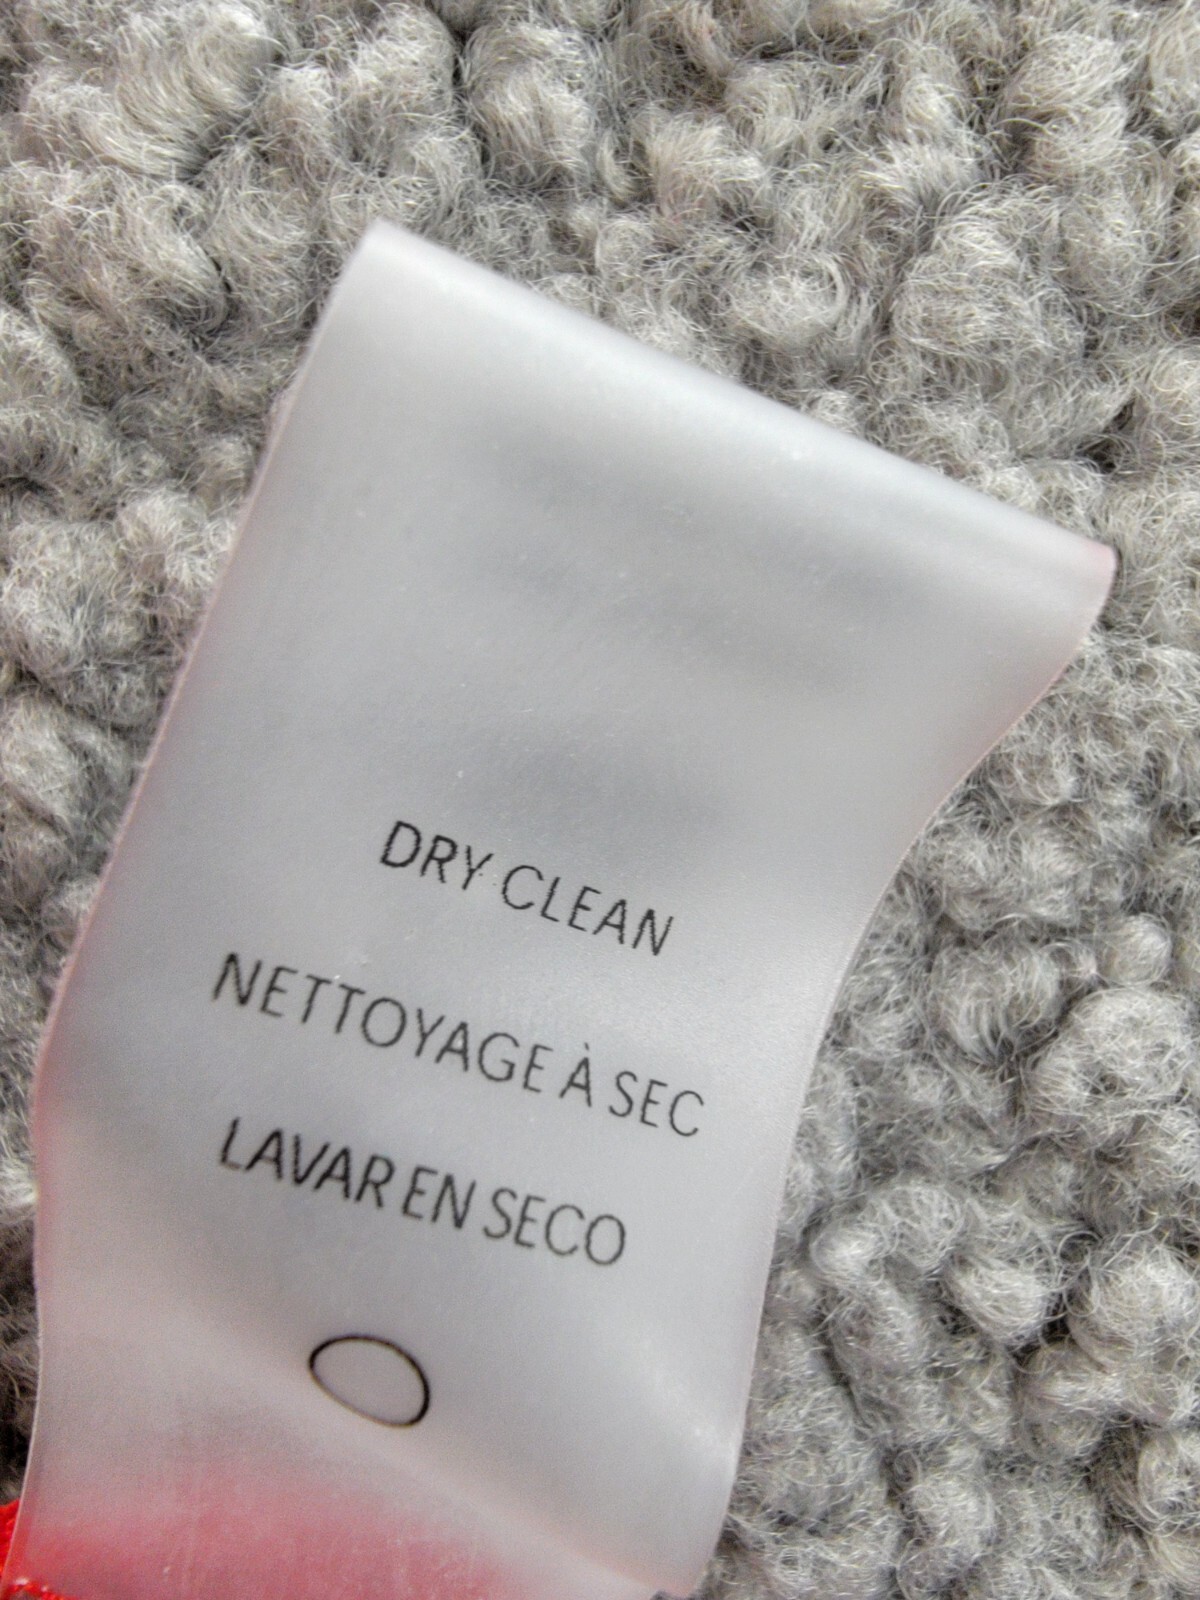 DRY CLEAN
NETTOYAGE À SEC
LAVAR EN SECO